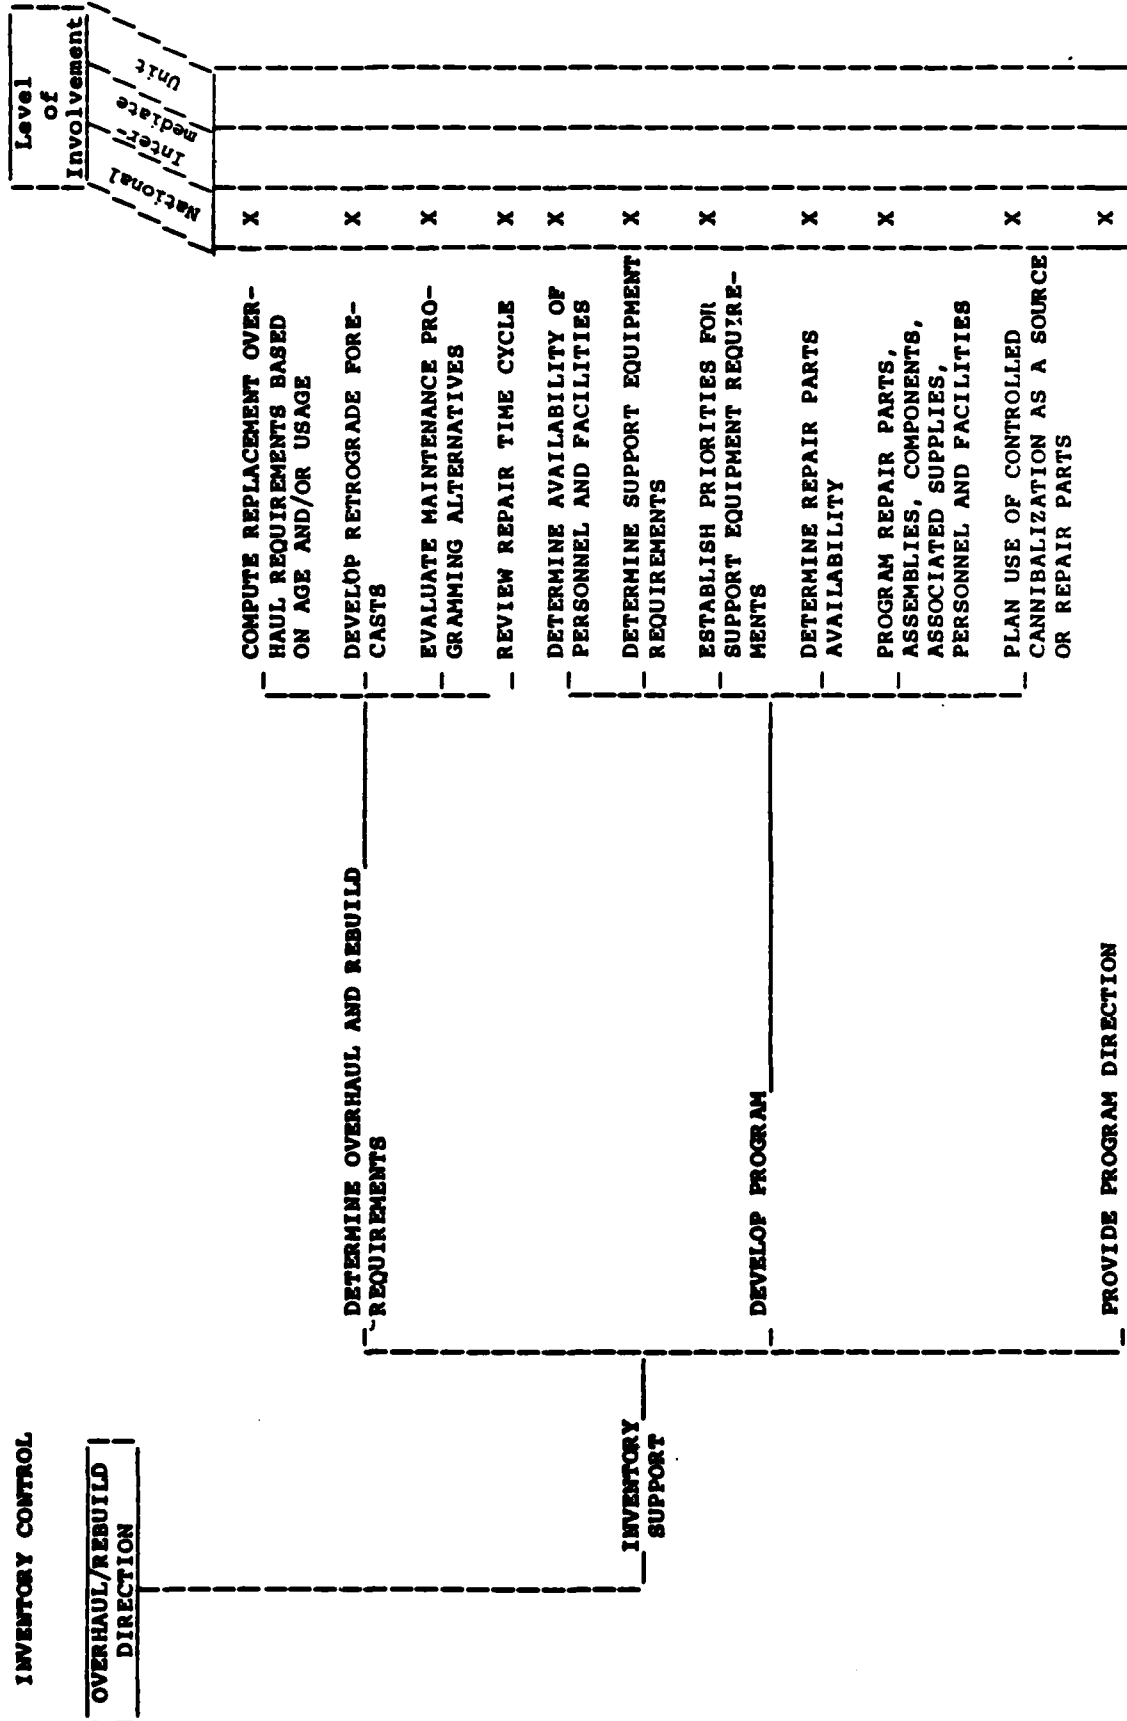 INVENTORY CONTROL
OVERHAUL/REBUILD
DIRECTION
Level
of
Involvement
National
Inter-
mediate
Unit
INVENTORY
SUPPORT
DETERMINE OVERHAUL AND REBUILD
REQUIREMENTS
COMPUTE REPLACEMENT OVER- X
HAUL REQUIREMENTS BASED
ON AGE AND/OR USAGE
DEVELOP RETROGRADE FORE- X
CASTS
EVALUATE MAINTENANCE PRO- X
GRAMMING ALTERNATIVES
REVIEW REPAIR TIME CYCLE X
DEVELOP PROGRAM
DETERMINE AVAILABILITY OF X
PERSONNEL AND FACILITIES
DETERMINE SUPPORT EQUIPMENT X
REQUIREMENTS
ESTABLISH PRIORITIES FOR X
SUPPORT EQUIPMENT REQUIRE-
MENTS
DETERMINE REPAIR PARTS X
AVAILABILITY
PROGRAM REPAIR PARTS, X
ASSEMBLIES, COMPONENTS,
ASSOCIATED SUPPLIES,
PERSONNEL AND FACILITIES
PLAN USE OF CONTROLLED X
CANNIBALIZATION AS A SOURCE
OR REPAIR PARTS
PROVIDE PROGRAM DIRECTION X